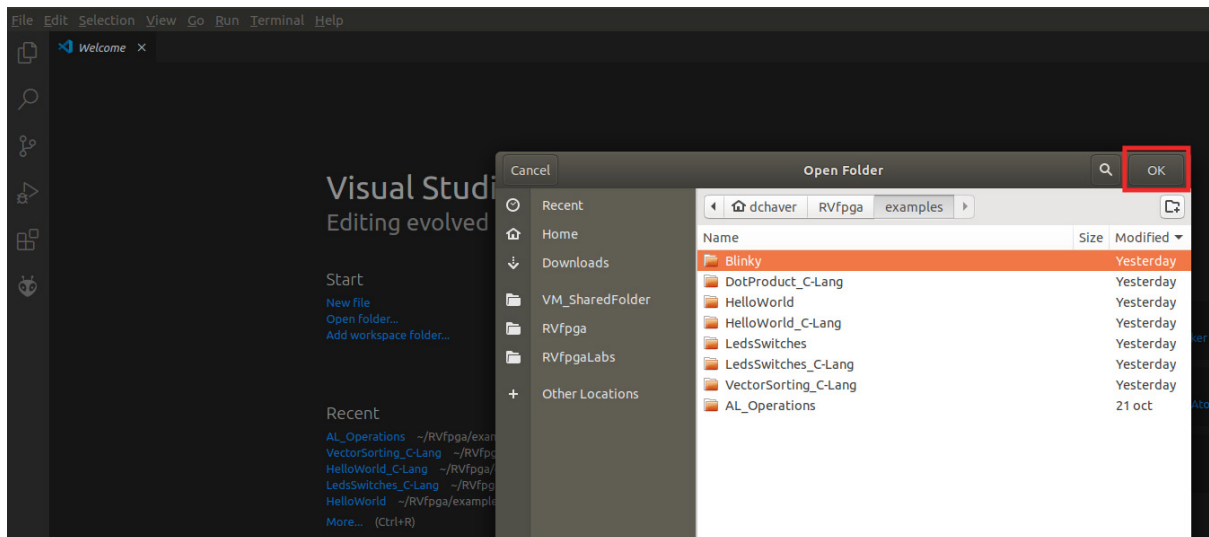 File Edit Selection View Go Run Terminal Help
Welcome ×
Visual Studi
Editing evolved
Start
New file
Open folder...
Add workspace folder...
Recent
AL_Operations ~/RVfpga/exan
VectorSorting_C-Lang ~/RVfpg
HelloWorld_C-Lang ~/RVfpga/
LedsSwitches_C-Lang ~/RVfpg
HelloWorld ~/RVfpga/example
More... (Ctrl+R)
Cancel Open Folder OK
Recent
Home
Downloads
VM_SharedFolder
RVfpga
RVfpgaLabs
+ Other Locations
dchaver RVfpga examples
Name Size Modified
Blinky Yesterday
DotProduct_C-Lang Yesterday
HelloWorld Yesterday
HelloWorld_C-Lang Yesterday
LedsSwitches Yesterday
LedsSwitches_C-Lang Yesterday
VectorSorting_C-Lang Yesterday
AL_Operations 21 oct
ker
Ato